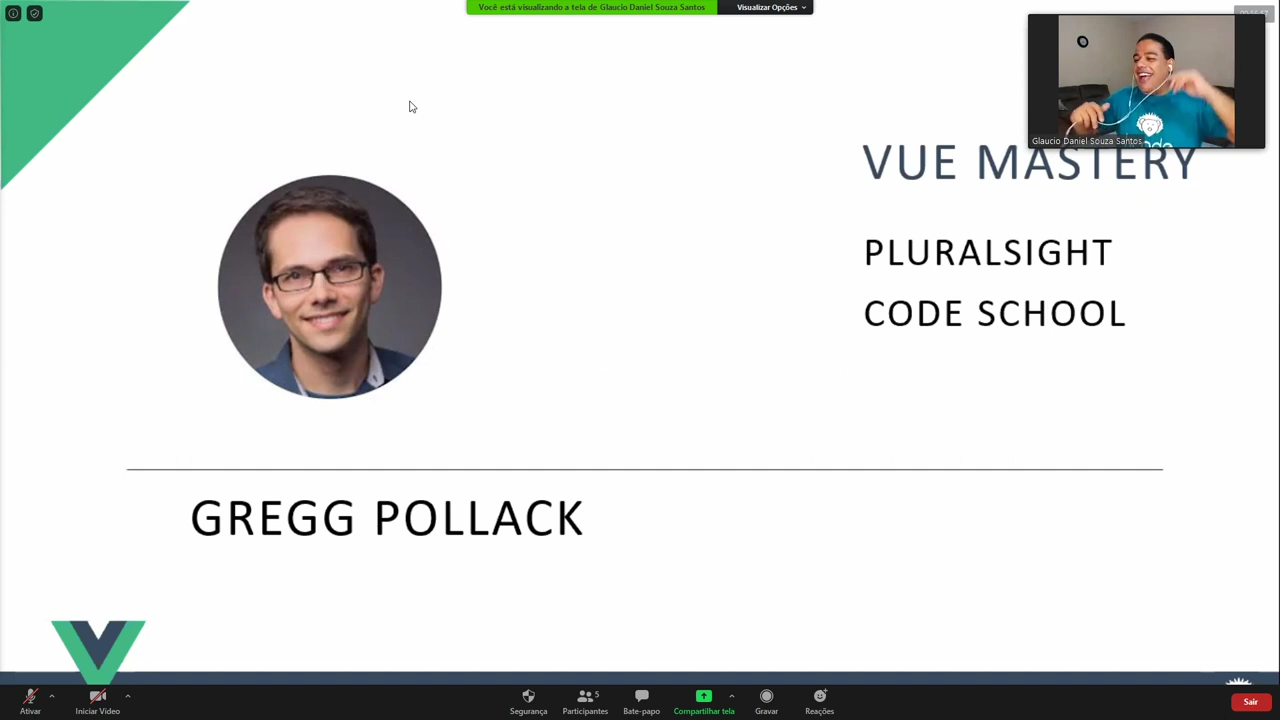 Você está visualizando a tela de Glaucio Daniel Souza Santos
Visualizar Opções
Glaucio Daniel Souza Santos
VUE MASTERY
PLURALSIGHT
CODE SCHOOL
GREGG POLLACK
Ativar
Iniciar Vídeo
Segurança
5
Participantes
Bate-papo
Compartilhar tela
Gravar
Reações
Sair